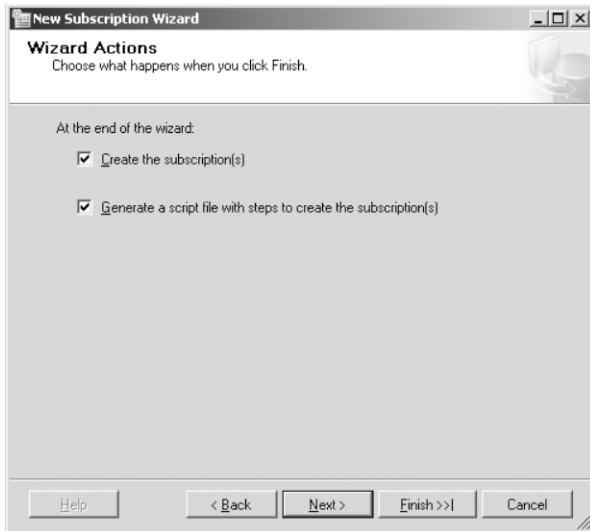 New Subscription Wizard
Wizard Actions
Choose what happens when you click Finish.
At the end of the wizard:
Create the subscription(s)
Generate a script file with steps to create the subscription(s)
Help
< Back
Next >
Finish >>|
Cancel